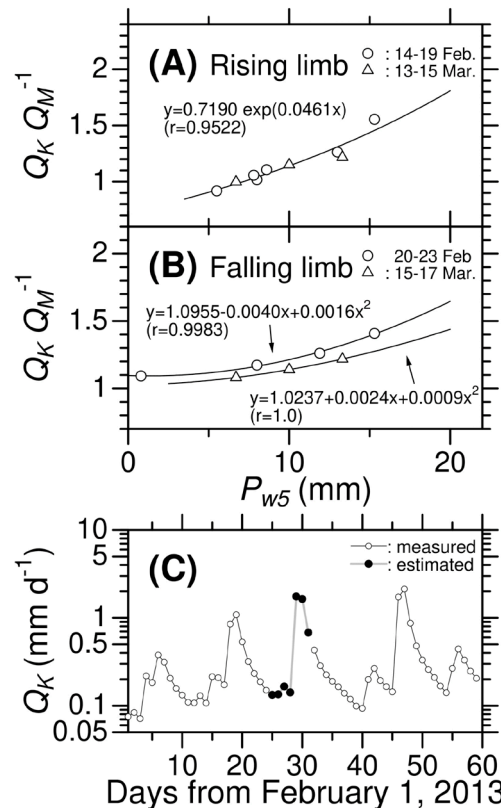 (A) Rising limb
○ : 14-19 Feb.
△ : 13-15 Mar.
y=0.7190 exp(0.0461x)
(r=0.9522)
Q_K Q_M^-1
2
1.5
1
(B) Falling limb
○ 20-23 Feb
△ : 15-17 Mar.
y=1.0955-0.0040x+0.0016x^2
(r=0.9983)
y=1.0237+0.0024x+0.0009x^2
(r=1.0)
Q_K Q_M^-1
2
1.5
1
0 10 20
P_w5 (mm)
(C)
: measured
: estimated
Q_K (mm d^-1)
10
5
1
0.5
0.1
0.05
10 20 30 40 50 60
Days from February 1, 2013